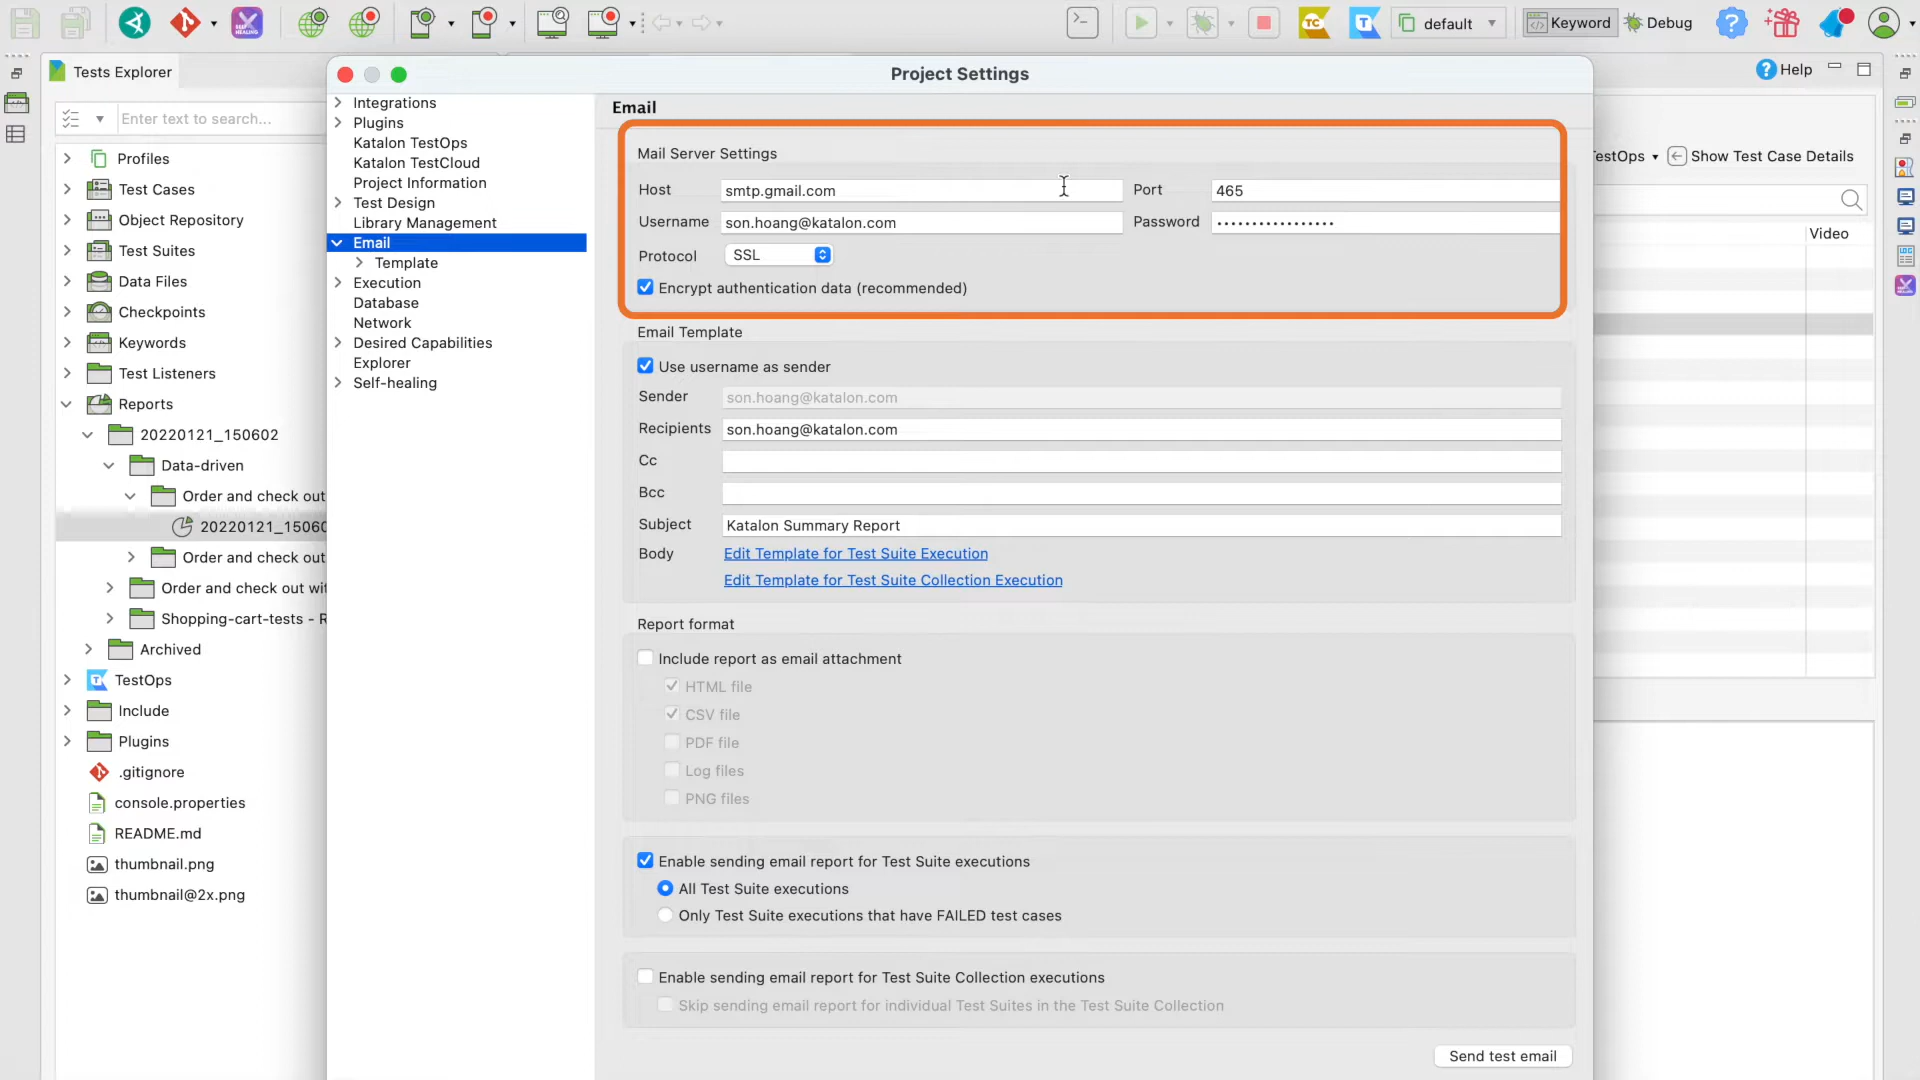 default
Keyword
Debug
Tests Explorer
Enter text to search...
Profiles
Test Cases
Object Repository
Test Suites
Data Files
Checkpoints
Keywords
Test Listeners
Reports
20220121_150602
Data-driven
Order and check out
20220121_15060
Order and check out
Order and check out wi
Shopping-cart-tests - R
Archived
TestOps
Include
Plugins
.gitignore
console.properties
README.md
thumbnail.png
thumbnail@2x.png
Project Settings
Integrations
Plugins
Katalon TestOps
Katalon TestCloud
Project Information
Test Design
Library Management
Email
Template
Execution
Database
Network
Desired Capabilities
Explorer
Self-healing
Email
Mail Server Settings
Host smtp.gmail.com Port 465
Username son.hoang@katalon.com Password ················
Protocol SSL
Encrypt authentication data (recommended)
Email Template
Use username as sender
Sender son.hoang@katalon.com
Recipients son.hoang@katalon.com
Cc
Bcc
Subject Katalon Summary Report
Body Edit Template for Test Suite Execution
Edit Template for Test Suite Collection Execution
Report format
Include report as email attachment
HTML file
CSV file
PDF file
Log files
PNG files
Enable sending email report for Test Suite executions
All Test Suite executions
Only Test Suite executions that have FAILED test cases
Enable sending email report for Test Suite Collection executions
Skip sending email report for individual Test Suites in the Test Suite Collection
Send test email
Help
estOps Show Test Case Details
Video
TC